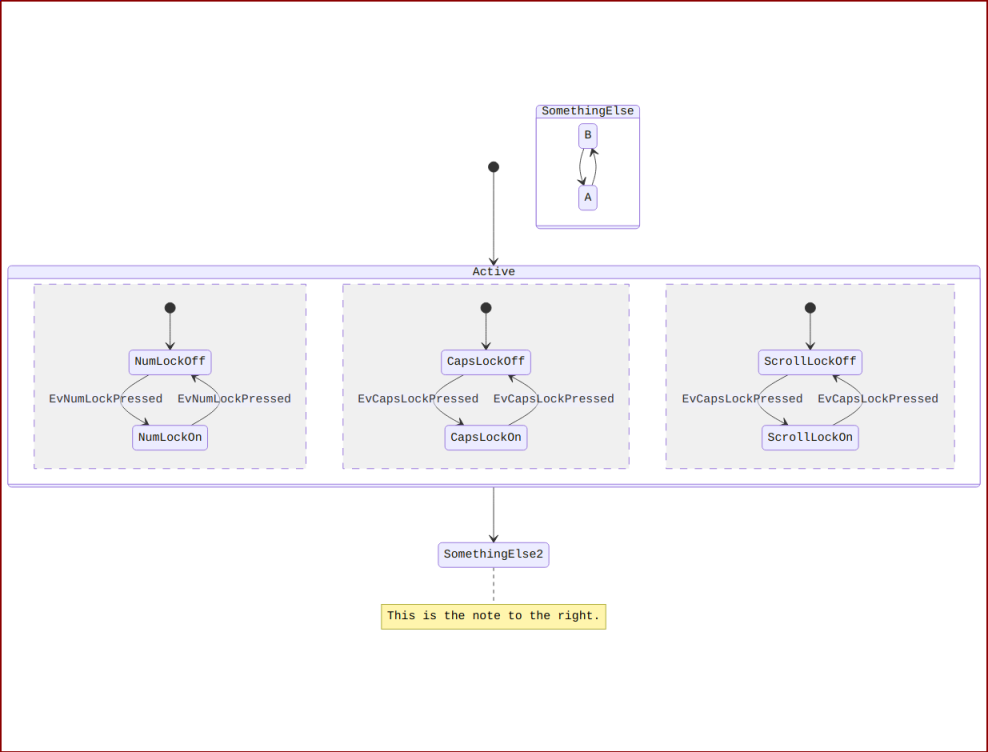 SomethingElse
B
A
Active
NumLockOff
EvNumLockPressed EvNumLockPressed
NumLockOn
CapsLockOff
EvCapsLockPressed EvCapsLockPressed
CapsLockOn
ScrollLockOff
EvCapsLockPressed EvCapsLockPressed
ScrollLockOn
SomethingElse2
This is the note to the right.